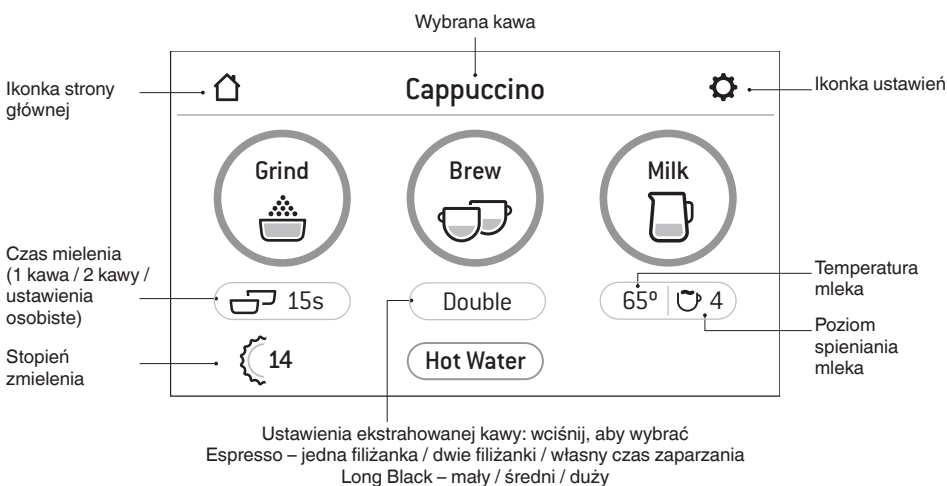 Wybrana kawa
Ikonka strony
głównej
Cappuccino
Ikonka ustawień
Grind
Brew
Milk
Czas mielenia
(1 kawa / 2 kawy /
ustawienia
osobiste)
15s
Double
65º
4
Temperatura
mleka
Poziom
spieniania
mleka
Stopień
zmielenia
14
Hot Water
Ustawienia ekstrahowanej kawy: wciśnij, aby wybrać
Espresso – jedna filiżanka / dwie filiżanki / własny czas zaparzania
Long Black – mały / średni / duży